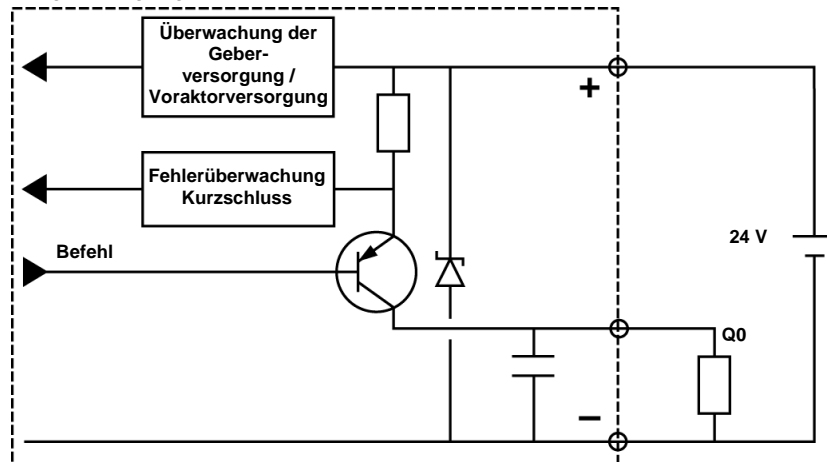 Überwachung der
Geber-
versorgung /
Voraktorversorgung
+
Fehlerüberwachung
Kurzschluss
Befehl
24 V
Q0
–